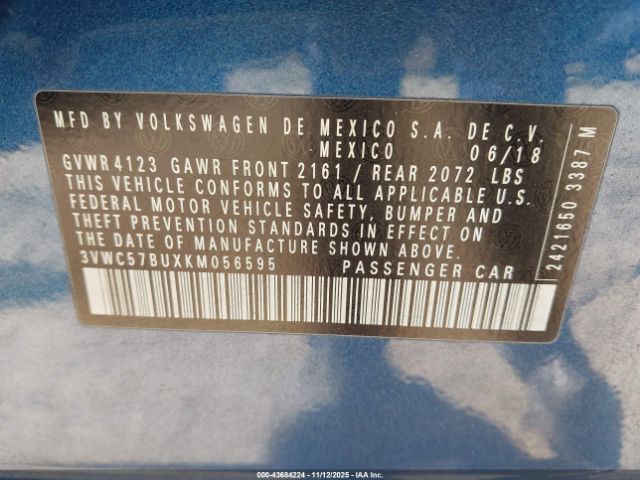 MFD BY VOLKSWAGEN DE MEXICO S.A. DE C.V.
MEXICO 06/18
GVWR 4123 GAWR FRONT 2161 / REAR 2072 LBS
THIS VEHICLE CONFORMS TO ALL APPLICABLE U.S.
FEDERAL MOTOR VEHICLE SAFETY, BUMPER AND
THEFT PREVENTION STANDARDS IN EFFECT ON
THE DATE OF MANUFACTURE SHOWN ABOVE.
3VWC57BUXKM056595 PASSENGER CAR
2421650 3387 M
000-43684224 - 11/12/2025 - IAAI, Inc.